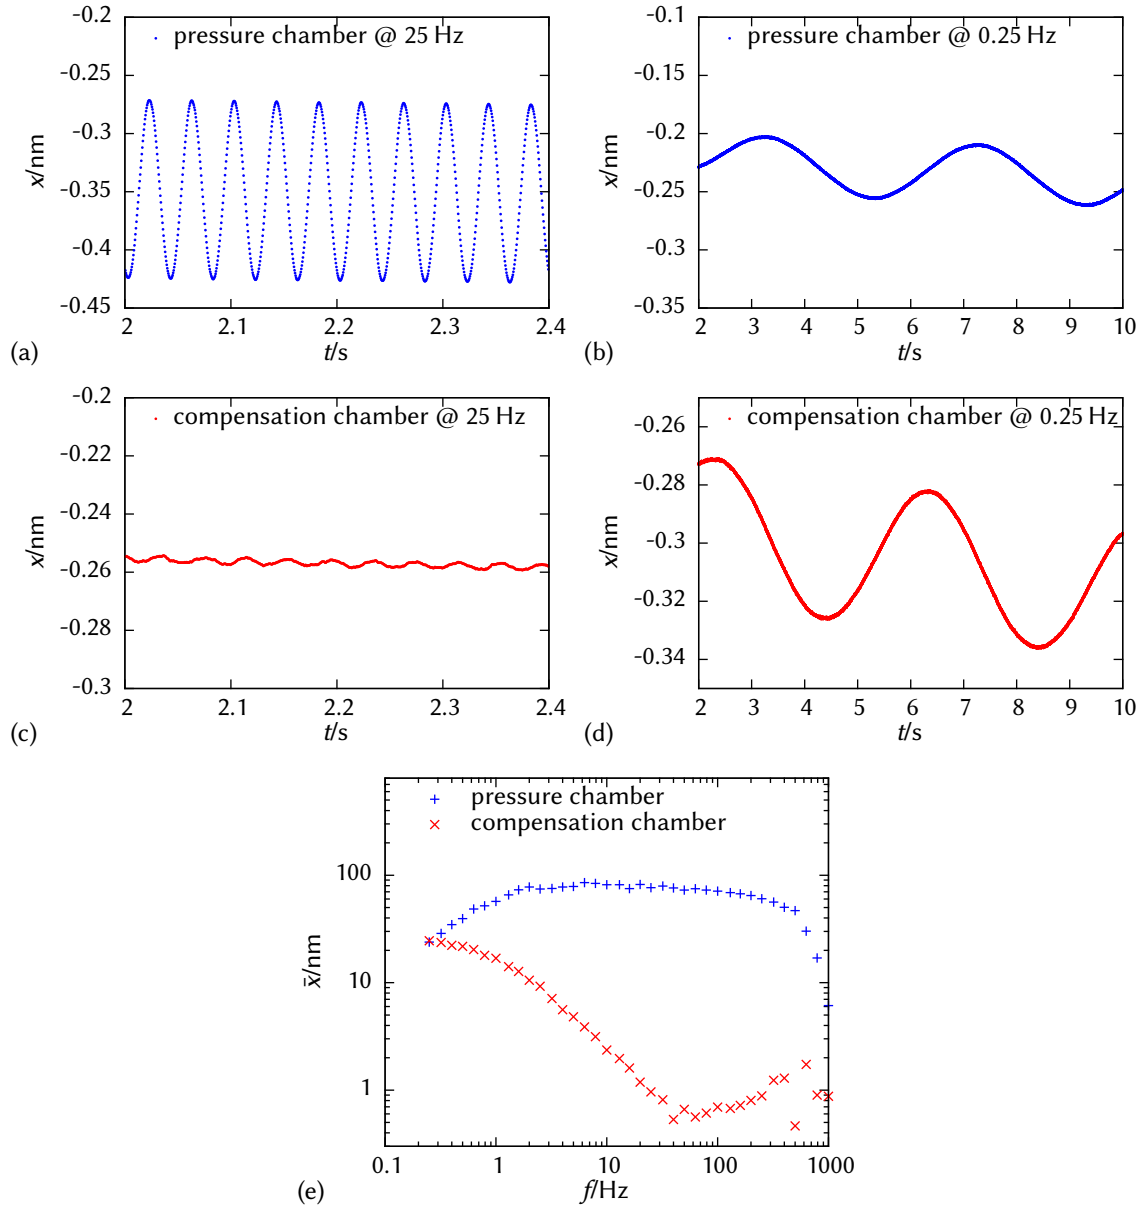 -0.2
-0.25
-0.3
-0.35
-0.4
-0.45
2 2.1 2.2 2.3 2.4
x/nm
t/s
pressure chamber @ 25 Hz
(a)
-0.1
-0.15
-0.2
-0.25
-0.3
-0.35
2 3 4 5 6 7 8 9 10
x/nm
t/s
pressure chamber @ 0.25 Hz
(b)
-0.2
-0.22
-0.24
-0.26
-0.28
-0.3
2 2.1 2.2 2.3 2.4
x/nm
t/s
compensation chamber @ 25 Hz
(c)
-0.26
-0.28
-0.3
-0.32
-0.34
2 3 4 5 6 7 8 9 10
x/nm
t/s
compensation chamber @ 0.25 Hz
(d)
pressure chamber
compensation chamber
100
10
1
0.1 1 10 100 1000
x̄/nm
f/Hz
(e)